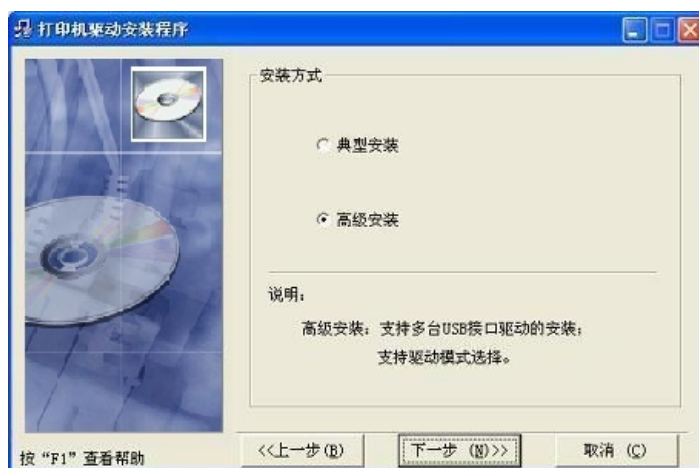 打印机驱动安装程序
安装方式
典型安装
高级安装
说明:
高级安装: 支持多台USB接口驱动的安装;
支持驱动模式选择。
按 “F1” 查看帮助
<<上一步(B)
下一步 (N)>>
取消 (C)